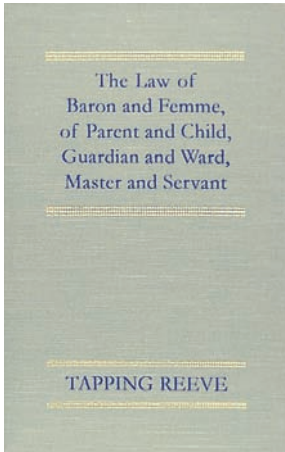 The Law of
Baron and Femme,
of Parent and Child,
Guardian and Ward,
Master and Servant
TAPPING REEVE